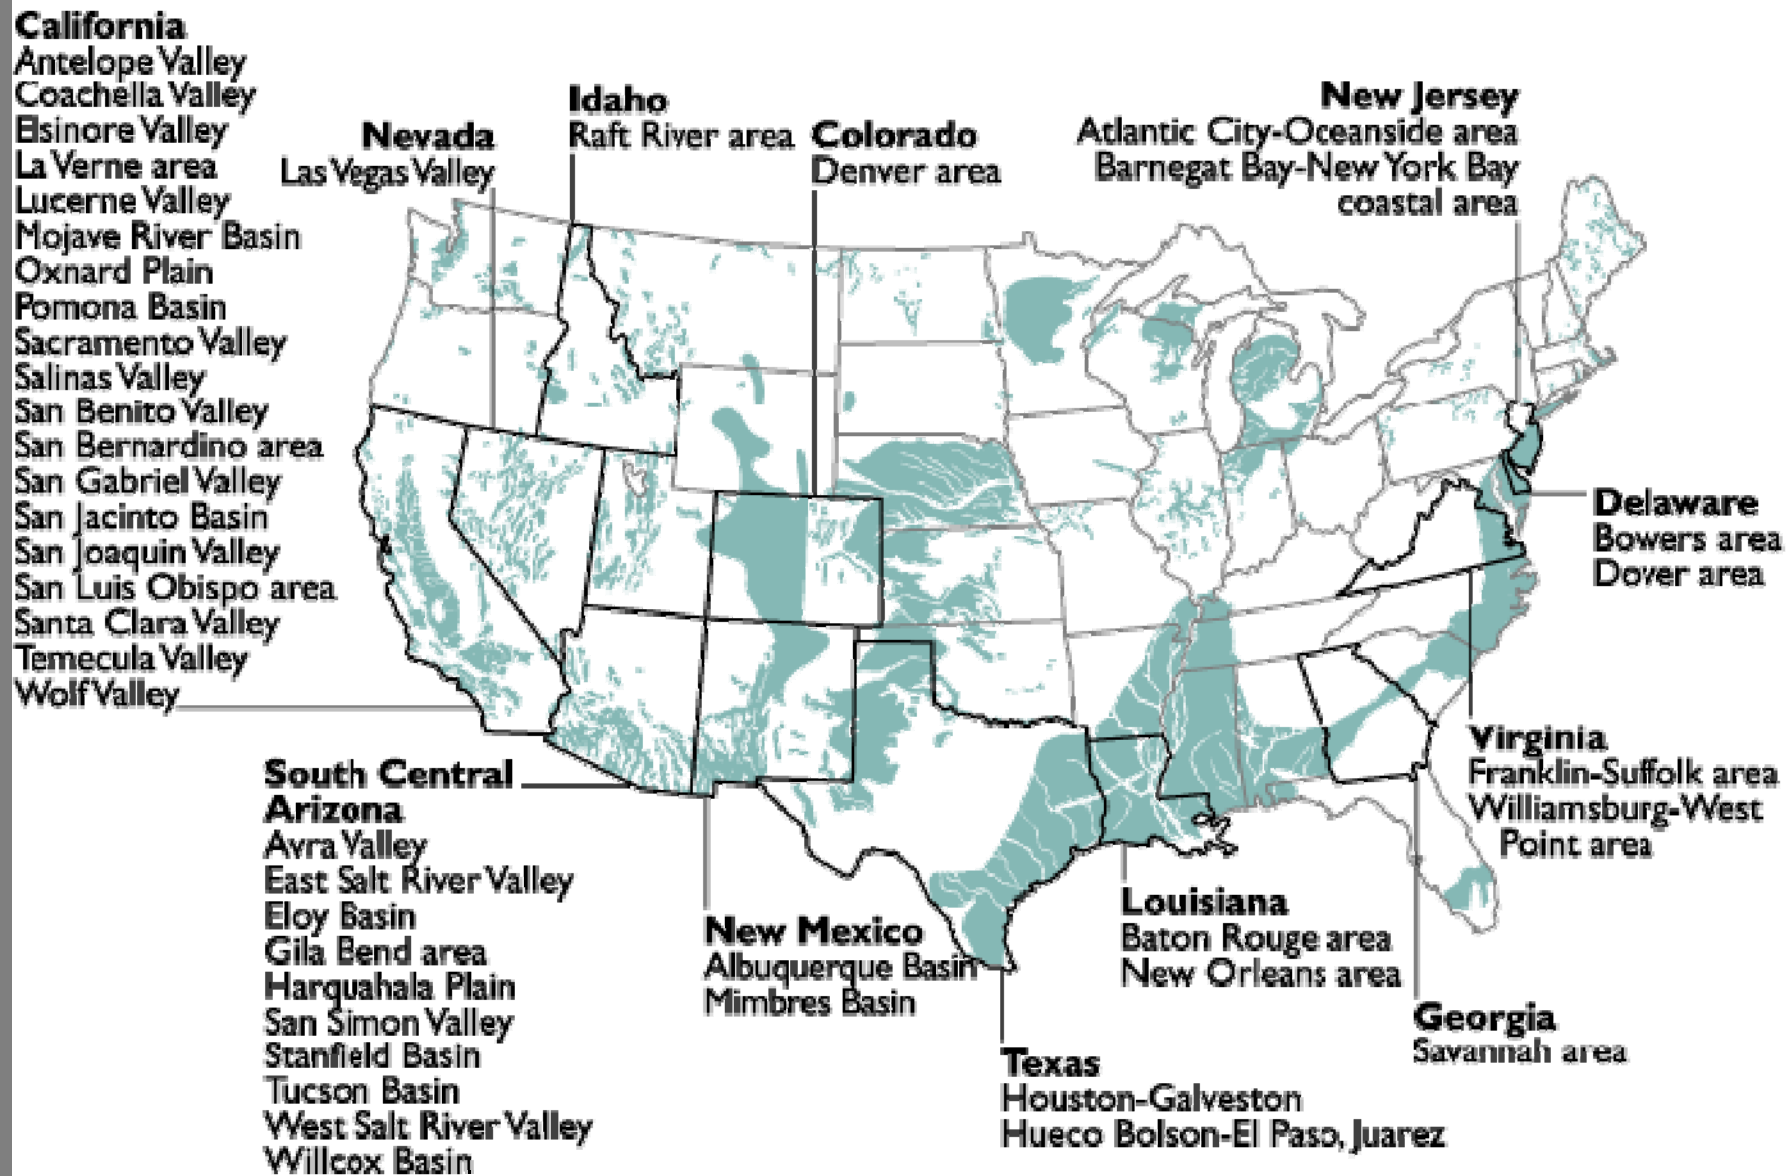 California
Antelope Valley
Coachella Valley
Elsinore Valley
La Verne area
Lucerne Valley
Mojave River Basin
Oxnard Plain
Pomona Basin
Sacramento Valley
Salinas Valley
San Benito Valley
San Bernardino area
San Gabriel Valley
San Jacinto Basin
San Joaquin Valley
San Luis Obispo area
Santa Clara Valley
Temecula Valley
Wolf Valley
Nevada
Las Vegas Valley
Idaho
Raft River area
Colorado
Denver area
New Jersey
Atlantic City-Oceanside area
Barnegat Bay-New York Bay
coastal area
Delaware
Bowers area
Dover area
Virginia
Franklin-Suffolk area
Williamsburg-West
Point area
South Central
Arizona
Avra Valley
East Salt River Valley
Eloy Basin
Gila Bend area
Harquahala Plain
San Simon Valley
Stanfield Basin
Tucson Basin
West Salt River Valley
Willcox Basin
New Mexico
Albuquerque Basin
Mimbres Basin
Louisiana
Baton Rouge area
New Orleans area
Georgia
Savannah area
Texas
Houston-Galveston
Hueco Bolson-El Paso, Juarez